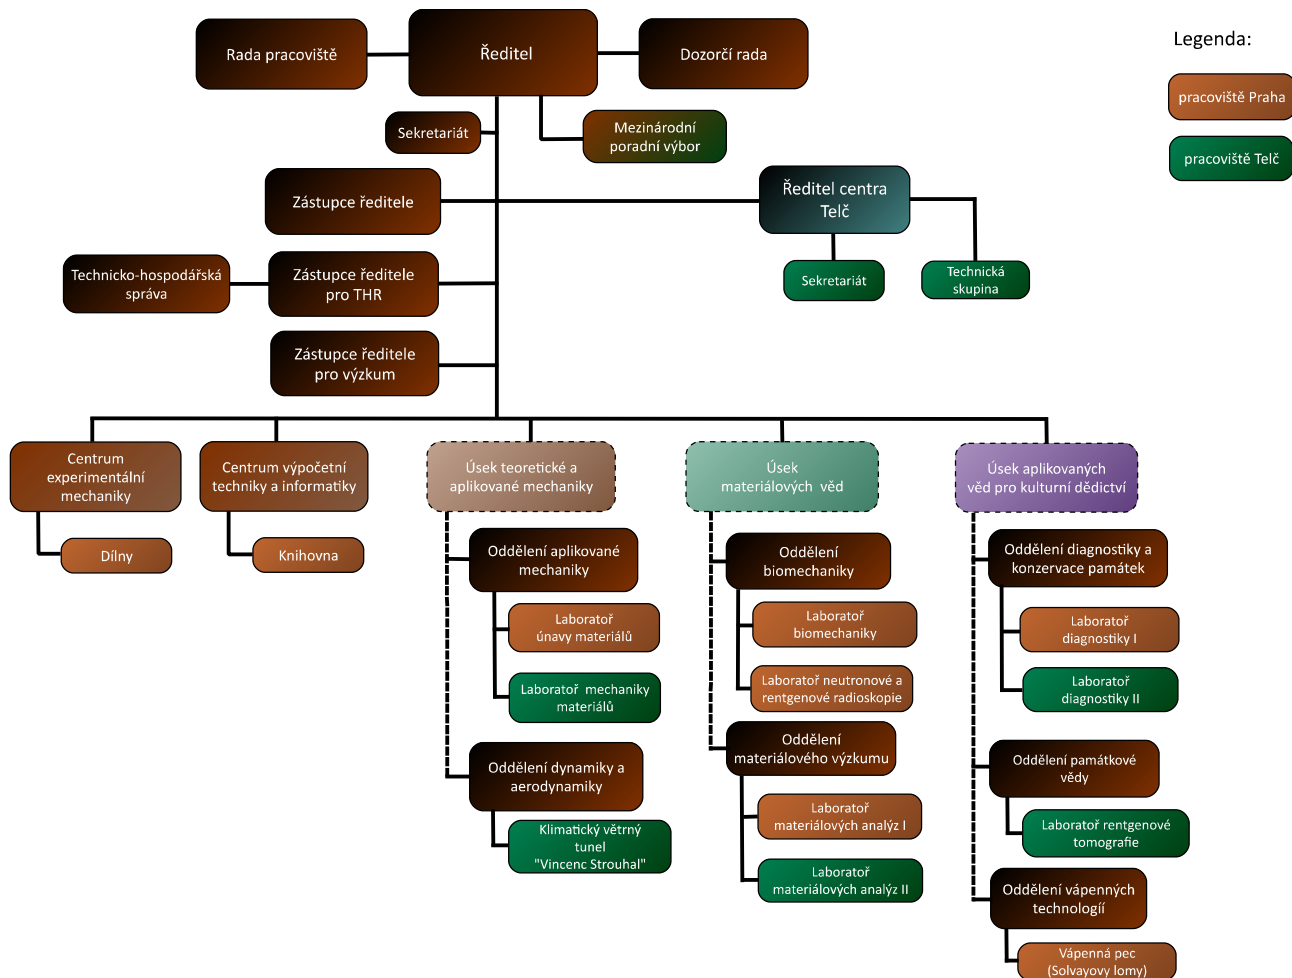 Rada pracoviště
Ředitel
Dozorčí rada
Legenda:
pracoviště Praha
pracoviště Telč
Sekretariát
Mezinárodní
poradní výbor
Zástupce ředitele
Ředitel centra
Telč
Technicko-hospodářská
správa
Zástupce ředitele
pro THR
Sekretariát
Technická
skupina
Zástupce ředitele
pro výzkum
Centrum
experimentální
mechaniky
Dílny
Centrum výpočetní
techniky a informatiky
Knihovna
Úsek teoretické a
aplikované mechaniky
Oddělení aplikované
mechaniky
Laboratoř
únavy materiálů
Laboratoř mechaniky
materiálů
Oddělení dynamiky a
aerodynamiky
Klimatický větrný
tunel
"Vincenc Strouhal"
Úsek
materiálových věd
Oddělení
biomechaniky
Laboratoř
biomechaniky
Laboratoř neutronové a
rentgenové radioskopie
Oddělení
materiálového výzkumu
Laboratoř
materiálových analýz I
Laboratoř
materiálových analýz II
Úsek aplikovaných
věd pro kulturní dědictví
Oddělení diagnostiky a
konzervace památek
Laboratoř
diagnostiky I
Laboratoř
diagnostiky II
Oddělení památkové
vědy
Laboratoř rentgenové
tomografie
Oddělení vápenných
technologíí
Vápenná pec
(Solvayovy lomy)